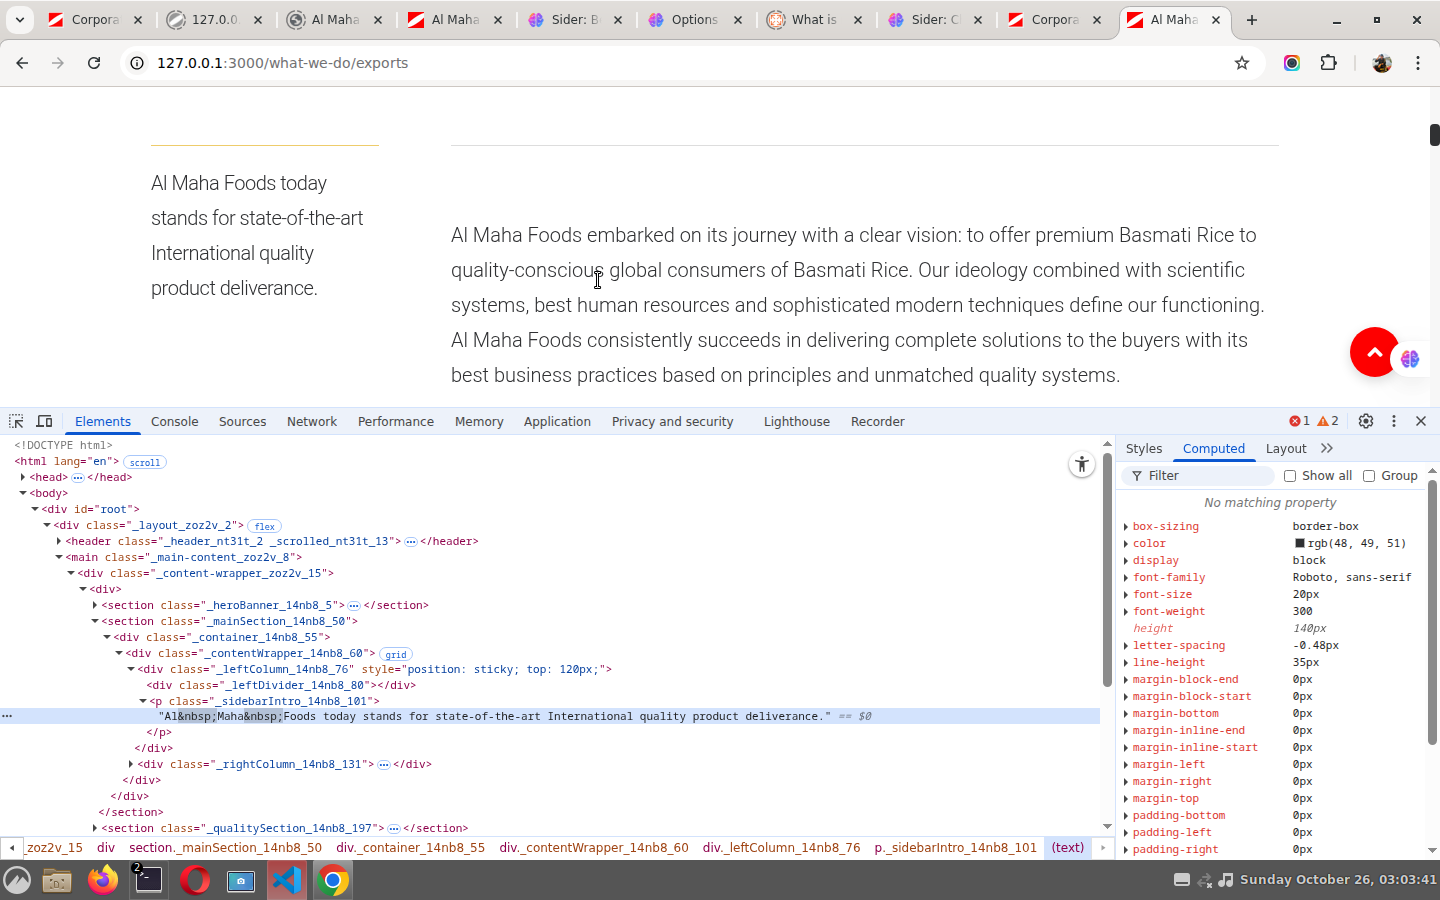 Corpora
127.0.0.
Al Maha
Al Maha
Sider: B
Options
What is
Sider: C
Corpora
Al Maha
127.0.0.1:3000/what-we-do/exports
Al Maha Foods today
stands for state-of-the-art
International quality
product deliverance.
Al Maha Foods embarked on its journey with a clear vision: to offer premium Basmati Rice to
quality-conscious global consumers of Basmati Rice. Our ideology combined with scientific
systems, best human resources and sophisticated modern techniques define our functioning.
Al Maha Foods consistently succeeds in delivering complete solutions to the buyers with its
best business practices based on principles and unmatched quality systems.
Elements Console Sources Network Performance Memory Application Privacy and security Lighthouse Recorder 1 2
<!DOCTYPE html>
<html lang="en"> scroll
<head> </head>
<body>
<div id="root">
<div class="_layout_zoz2v_2"> flex
<header class="_header_nt31t_2 _scrolled_nt31t_13"> </header>
<main class="_main-content_zoz2v_8">
<div class="_content-wrapper_zoz2v_15">
<div>
<section class="_heroBanner_14nb8_5"> </section>
<section class="_mainSection_14nb8_50">
<div class="_container_14nb8_55">
<div class="_contentWrapper_14nb8_60"> grid
<div class="_leftColumn_14nb8_76" style="position: sticky; top: 120px;">
<div class="_leftDivider_14nb8_80"></div>
<p class="_sidebarIntro_14nb8_101">
"Al&nbsp;Maha&nbsp;Foods today stands for state-of-the-art International quality product deliverance." == $0
</p>
</div>
<div class="_rightColumn_14nb8_131"> </div>
</div>
</div>
</section>
<section class="_qualitySection_14nb8_197"> </section>
_zoz2v_15 div section._mainSection_14nb8_50 div._container_14nb8_55 div._contentWrapper_14nb8_60 div._leftColumn_14nb8_76 p._sidebarIntro_14nb8_101 (text)
Styles Computed Layout
Filter Show all Group
No matching property
box-sizing border-box
color rgb(48, 49, 51)
display block
font-family Roboto, sans-serif
font-size 20px
font-weight 300
height 140px
letter-spacing -0.48px
line-height 35px
margin-block-end 0px
margin-block-start 0px
margin-bottom 0px
margin-inline-end 0px
margin-inline-start 0px
margin-left 0px
margin-right 0px
margin-top 0px
padding-bottom 0px
padding-left 0px
padding-right 0px
2
Sunday October 26, 03:03:41